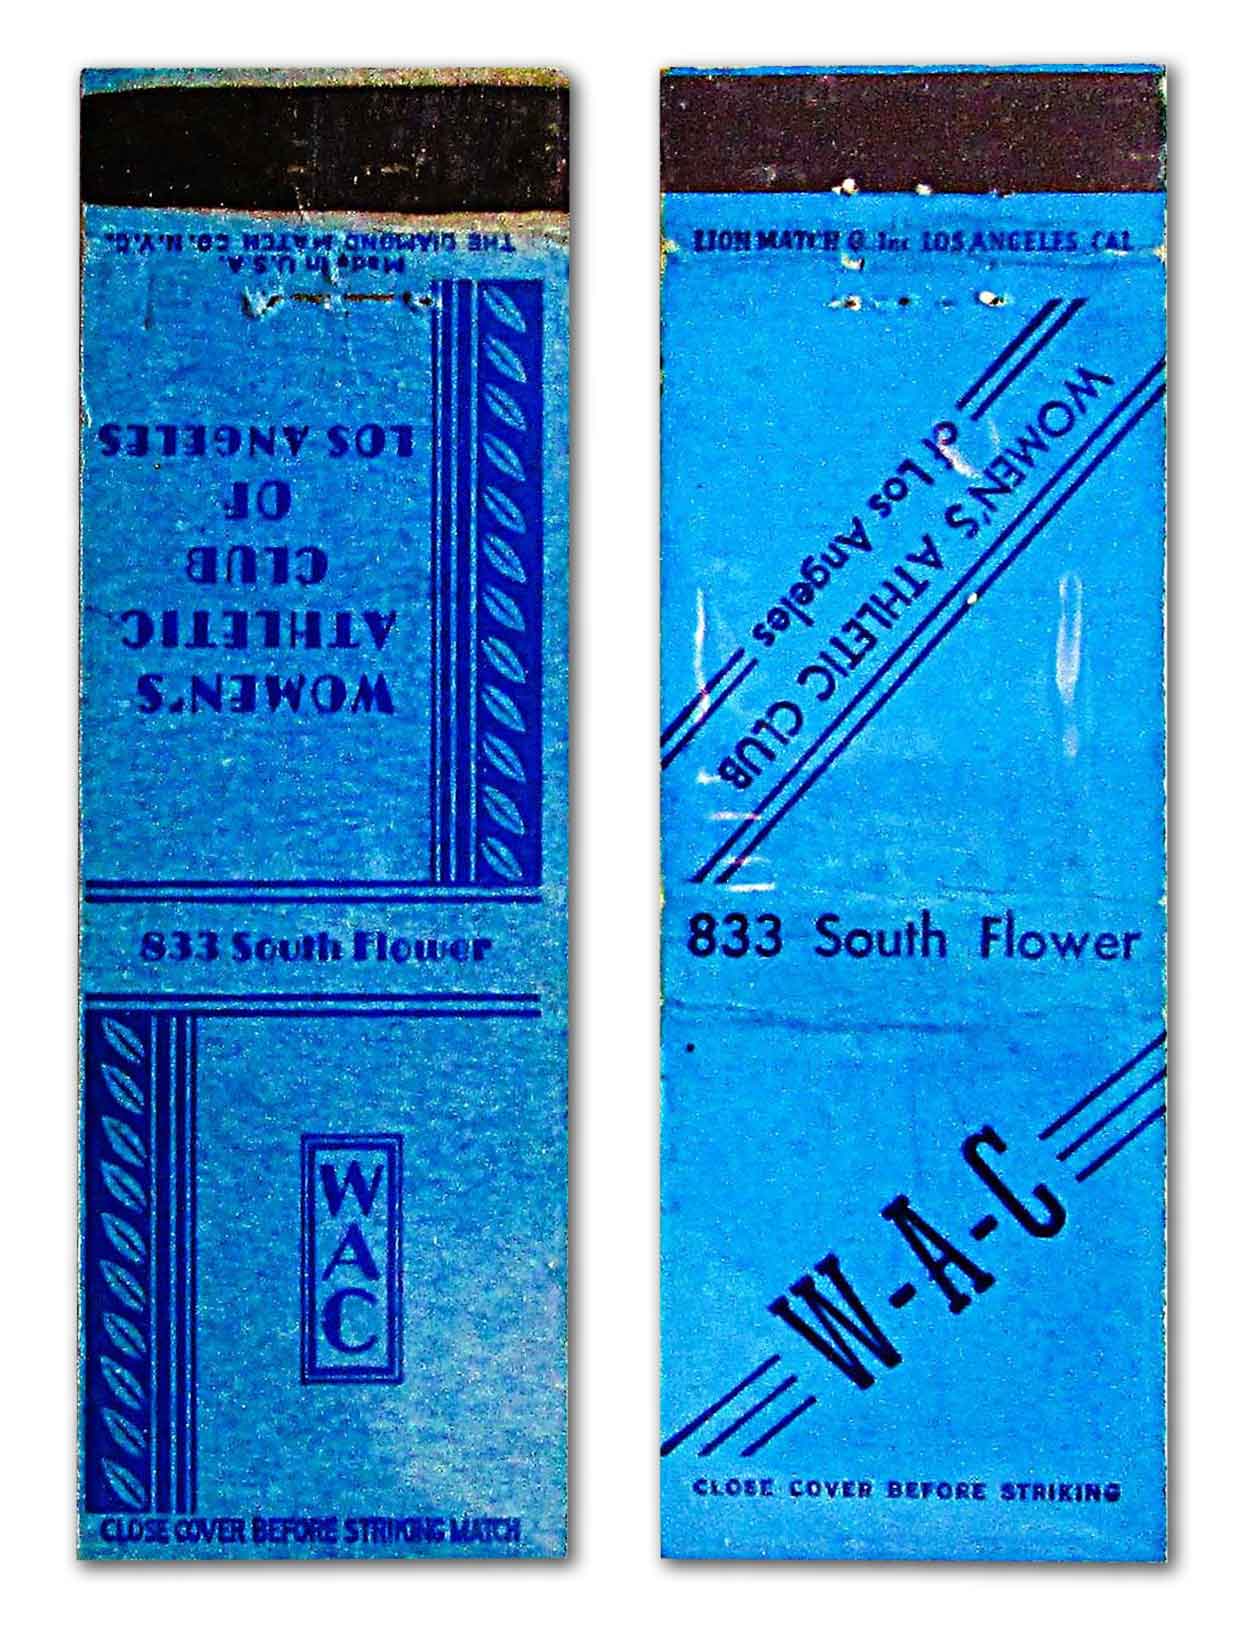 THE DIAMOND MATCH CO. N.Y.C.
Made In U.S.A.
WOMEN'S
ATHLETIC
CLUB
OF
LOS ANGELES
833 South Flower
W
A
C
CLOSE COVER BEFORE STRIKING MATCH
LION MATCH Co Inc LOS ANGELES CAL
WOMEN'S ATHLETIC CLUB
of Los Angeles
833 South Flower
W-A-C
CLOSE COVER BEFORE STRIKING